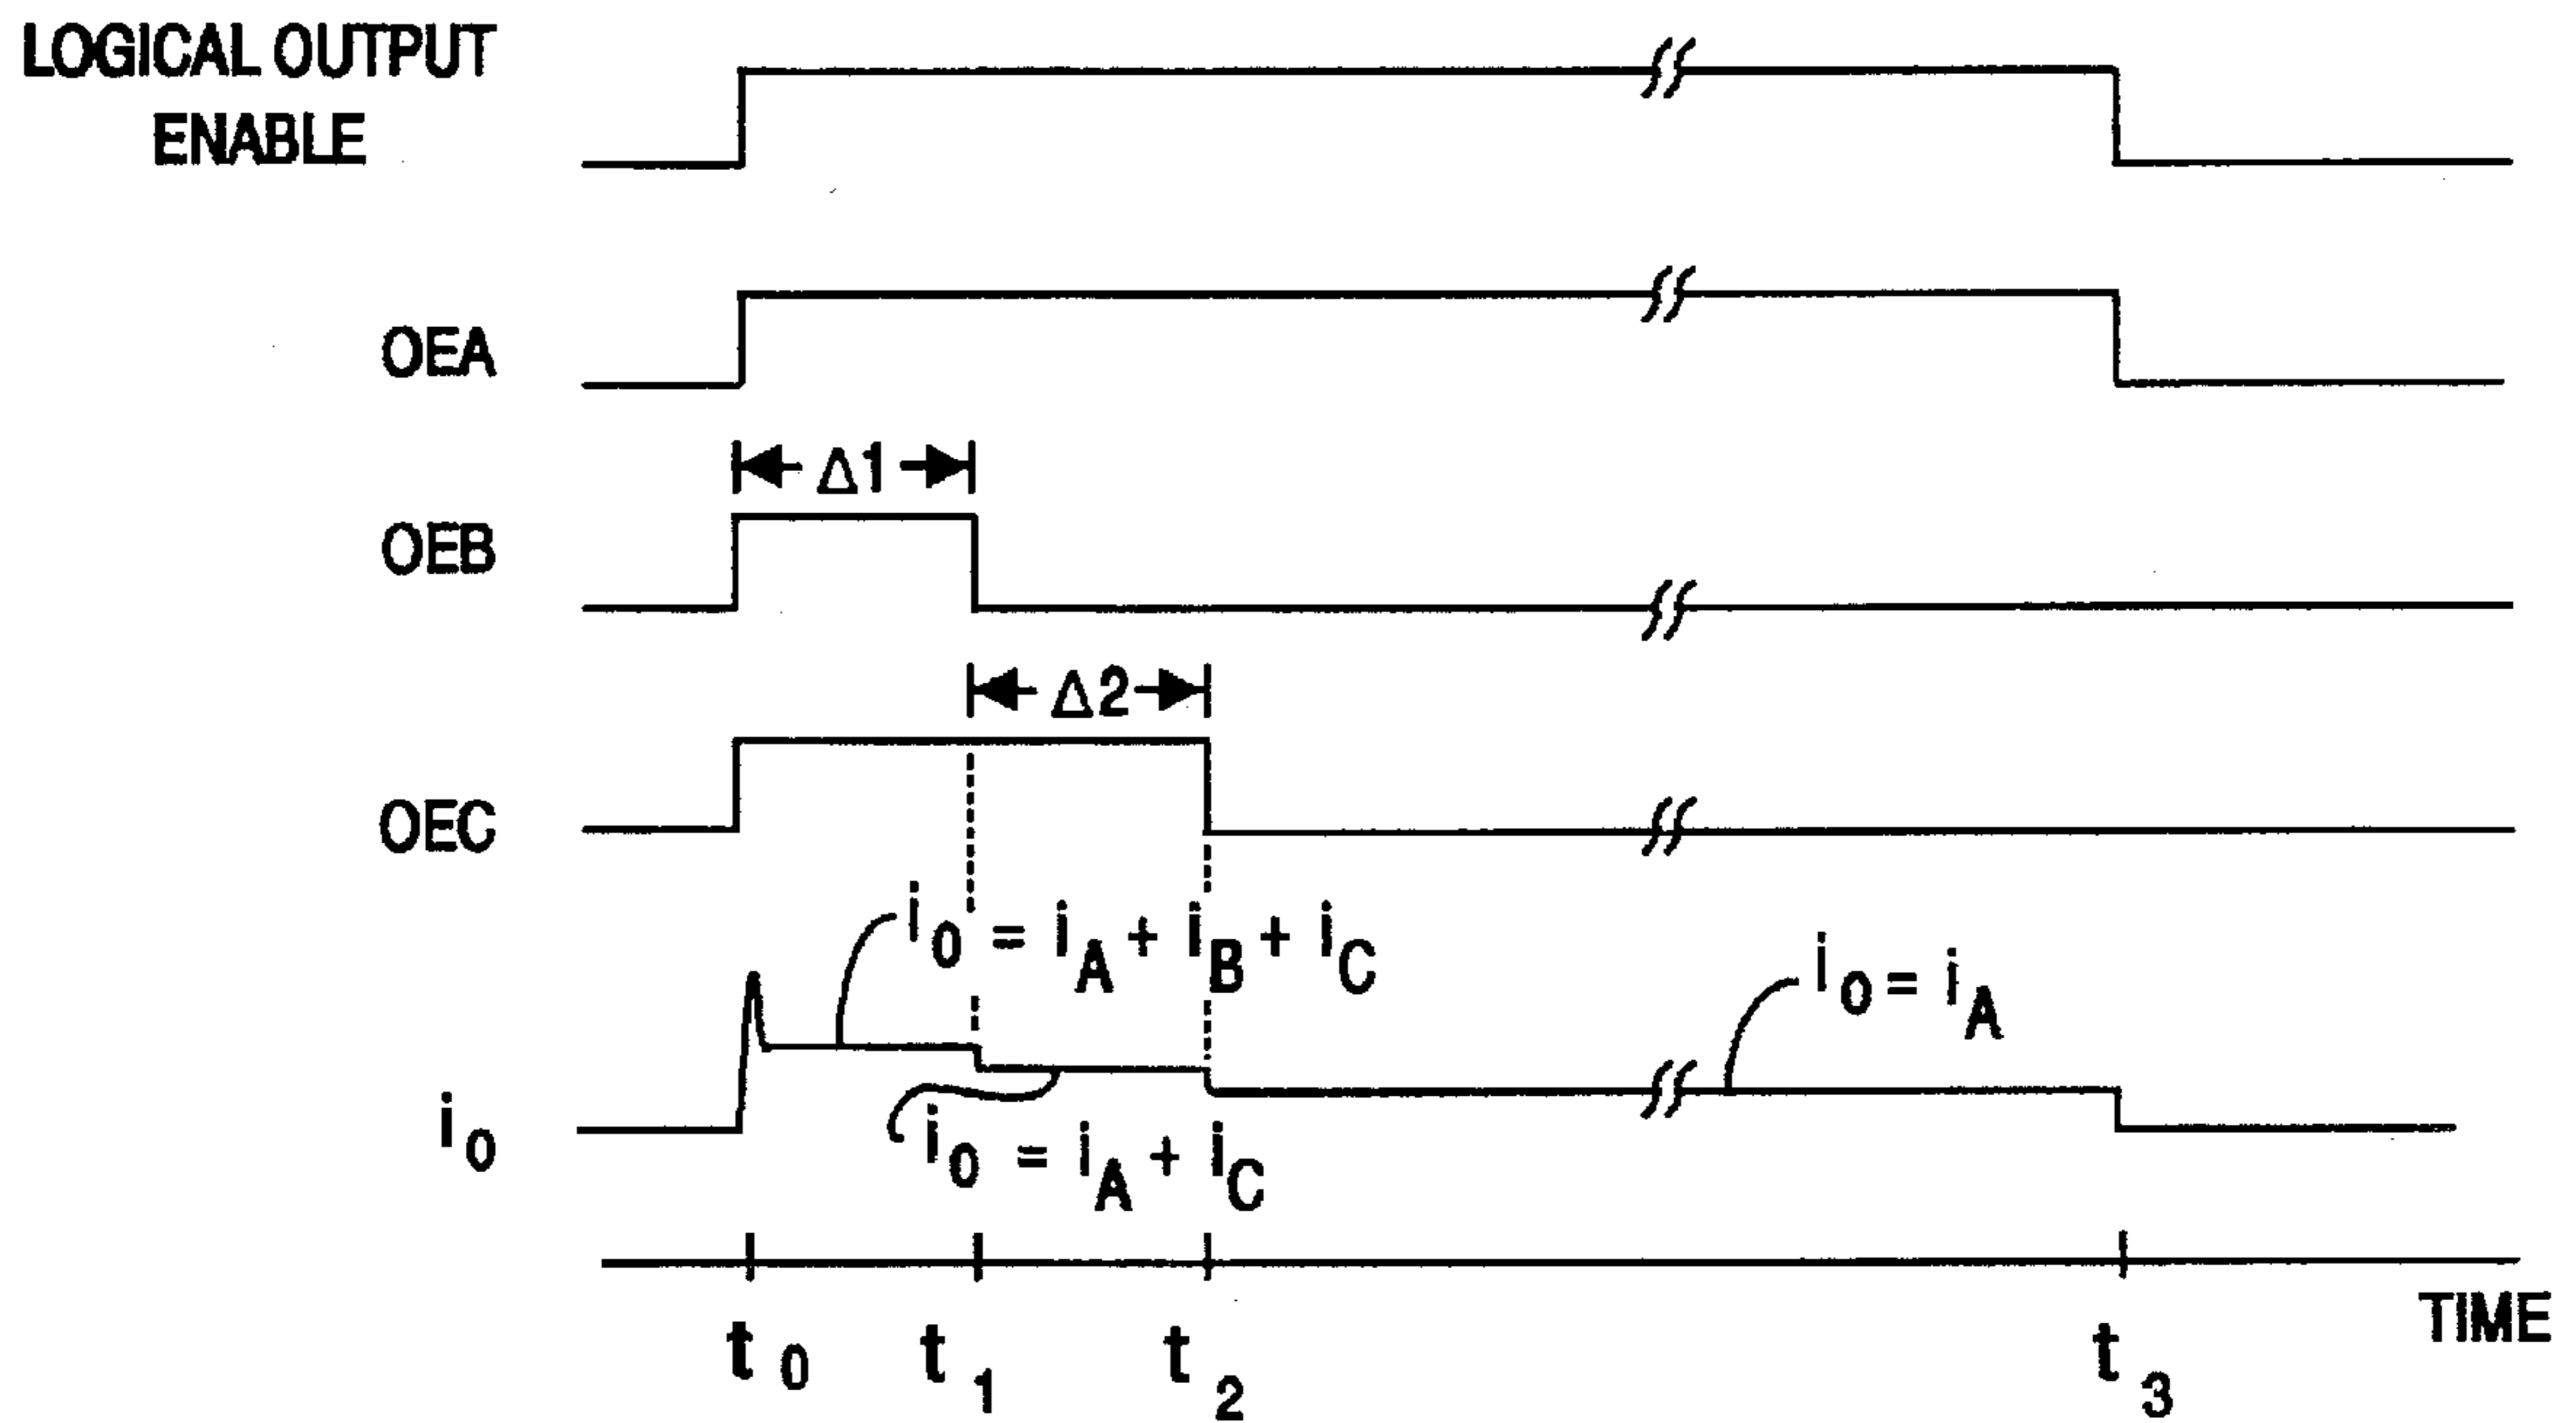 LOGICAL OUTPUT
ENABLE
OEA
Δ1
OEB
Δ2
OEC
i0 = iA + iB + iC
i0 = iA
i0
i0 = iA + iC
TIME
t0 t1 t2 t3